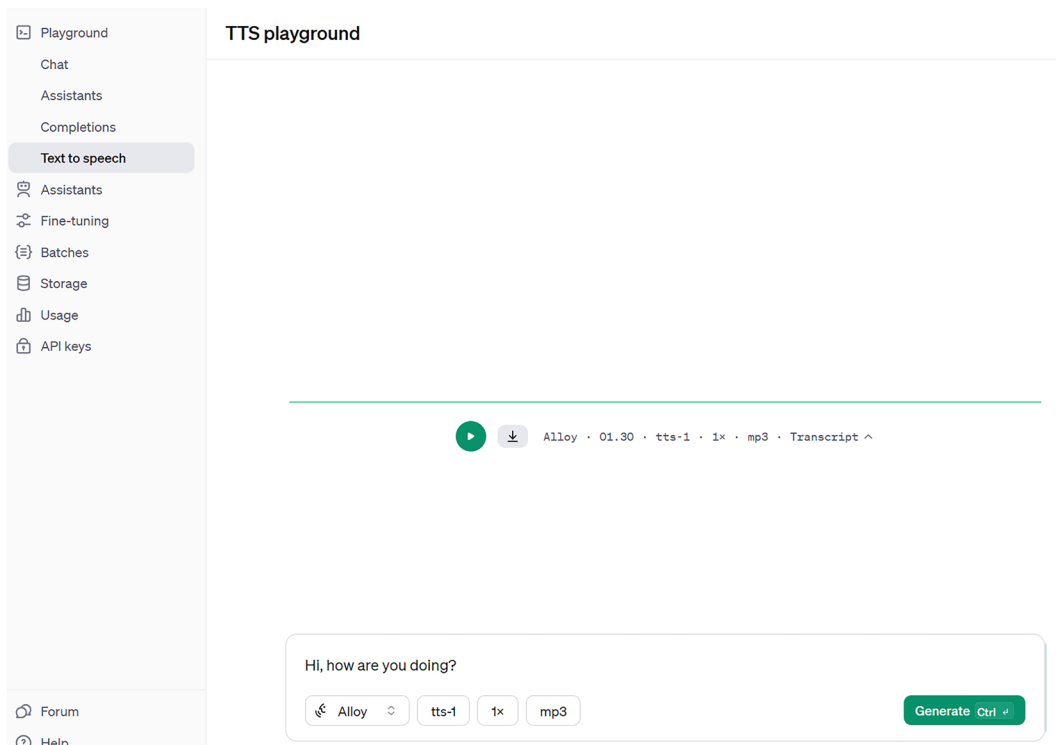 Playground
Chat
Assistants
Completions
Text to speech
Assistants
Fine-tuning
Batches
Storage
Usage
API keys
Forum
Help
TTS playground
Alloy · 01.30 · tts-1 · 1× · mp3 · Transcript
Hi, how are you doing?
Alloy tts-1 1× mp3
Generate Ctrl ↵